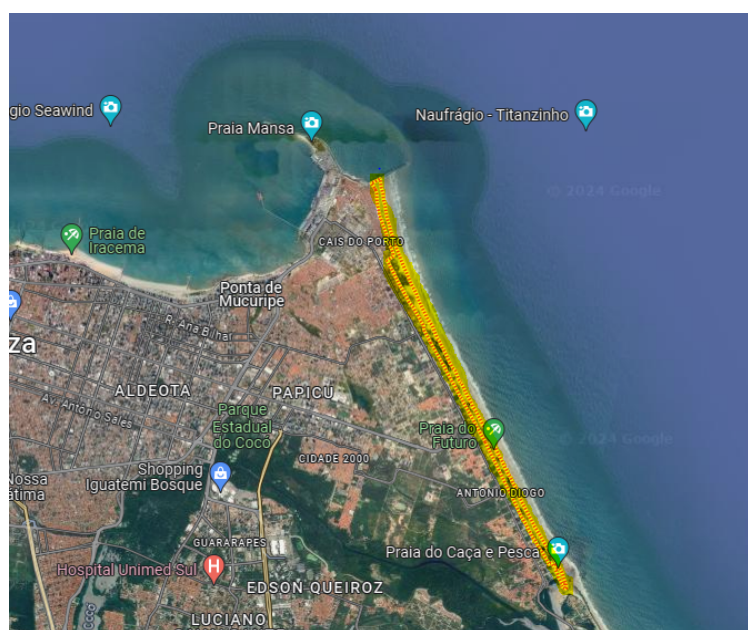 gio Seawind
Praia Mansa
Naufrágio - Titanzinho
© 2024 Google
Praia de
Iracema
CAIS DO PORTO
Ponta de
Mucuripe
R. Ana Bilhar
za
ALDEOTA
PAPICU
Av. Antônio Sales
Parque
Estadual
do Cocó
Praia do
Futuro
© 2024 Google
CIDADE 2000
Nossa
átima
Shopping
Iguatemi Bosque
ANTÔNIO DIOGO
GUARARAPES
Praia do Caça e Pesca
Hospital Unimed Sul
H
EDSON QUEIROZ
Cocó
LUCIANO